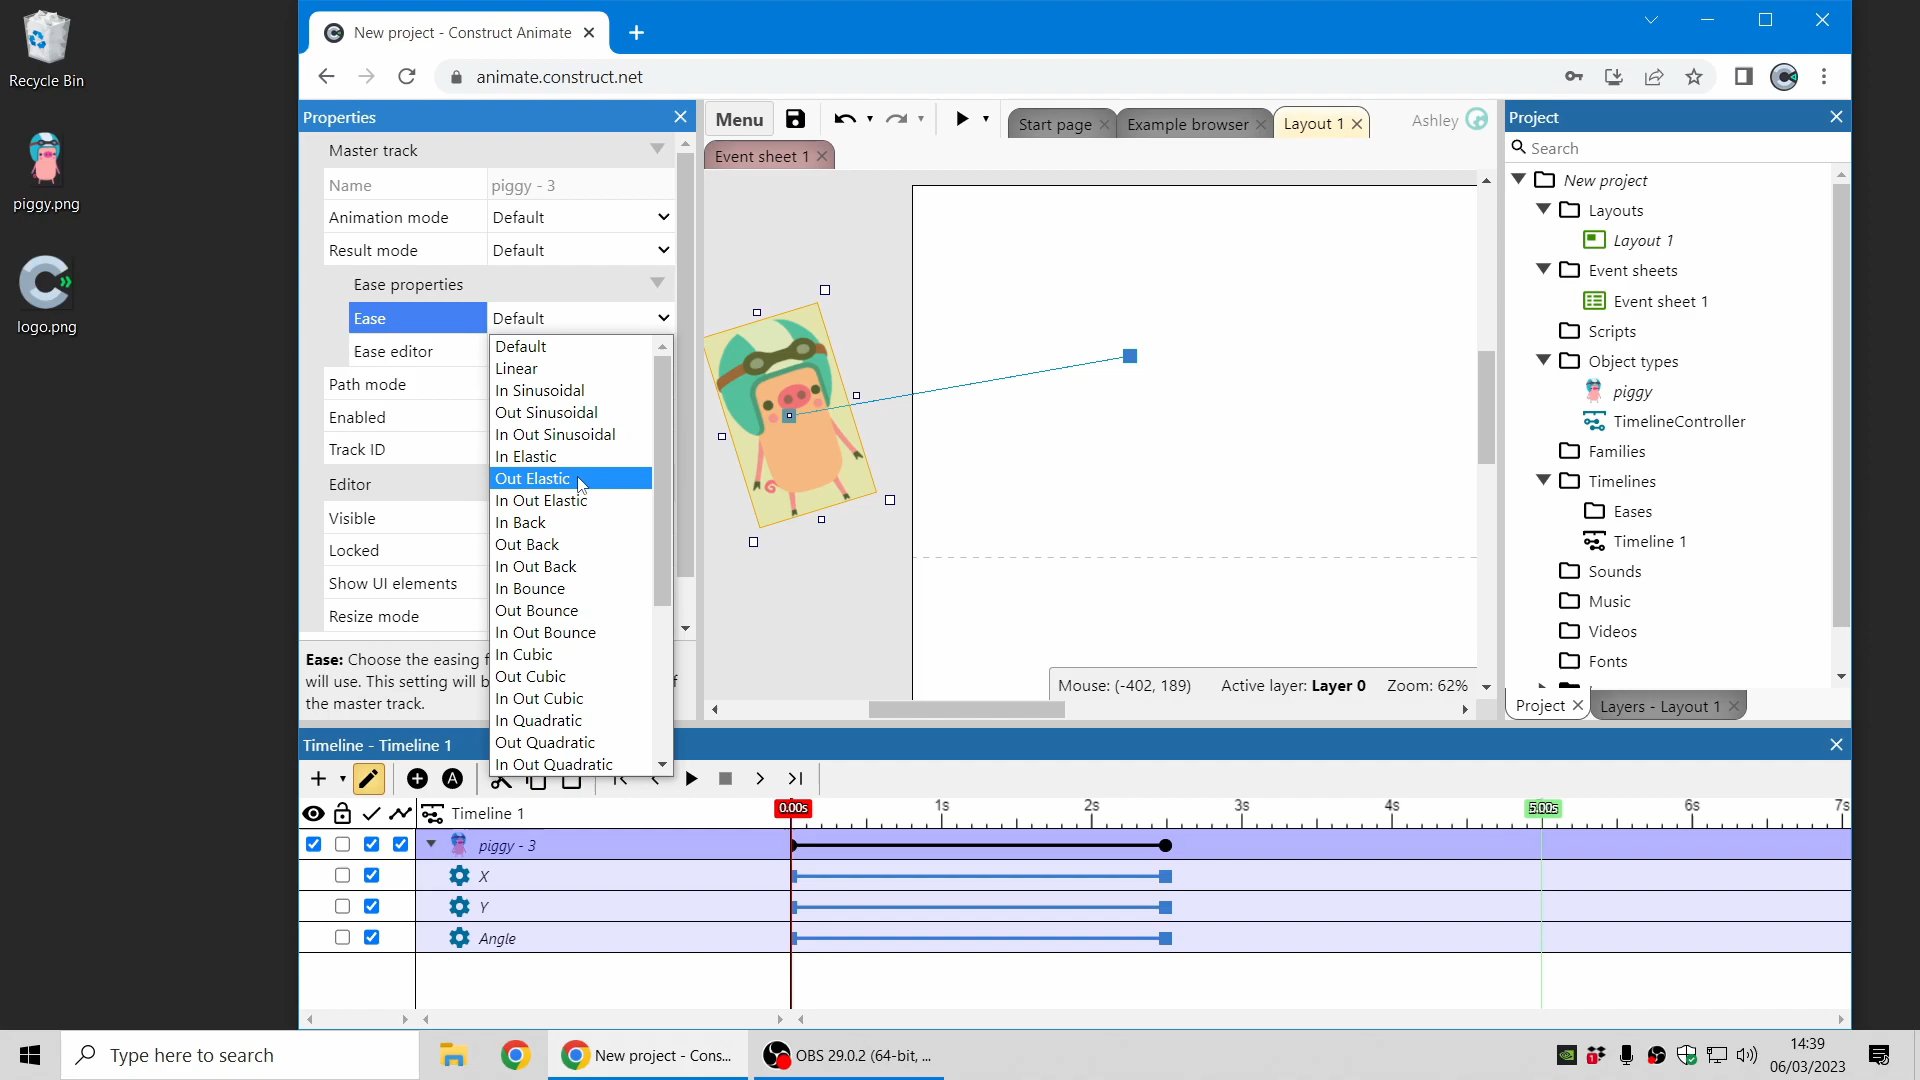 Recycle Bin
piggy.png
logo.png
New project - Construct Animate
animate.construct.net
Properties
Master track
Name
piggy - 3
Animation mode
Default
Result mode
Default
Ease properties
Ease
Default
Ease editor
Path mode
Enabled
Track ID
Editor
Visible
Locked
Show UI elements
Resize mode
Default
Linear
In Sinusoidal
Out Sinusoidal
In Out Sinusoidal
In Elastic
Out Elastic
In Out Elastic
In Back
Out Back
In Out Back
In Bounce
Out Bounce
In Out Bounce
In Cubic
Out Cubic
In Out Cubic
In Quadratic
Out Quadratic
In Out Quadratic
Ease: Choose the easing f
will use. This setting will b
the master track.
Menu
Start page
Example browser
Layout 1
Ashley
Event sheet 1
Mouse: (-402, 189)
Active layer: Layer 0
Zoom: 62%
Project
Search
New project
Layouts
Layout 1
Event sheets
Event sheet 1
Scripts
Object types
piggy
TimelineController
Families
Timelines
Eases
Timeline 1
Sounds
Music
Videos
Fonts
Project
Layers - Layout 1
Timeline - Timeline 1
A
Timeline 1
0.00s
1s
2s
3s
4s
5.00s
6s
7s
piggy - 3
X
Y
Angle
Type here to search
New project - Cons...
OBS 29.0.2 (64-bit, ...
1
14:39
06/03/2023